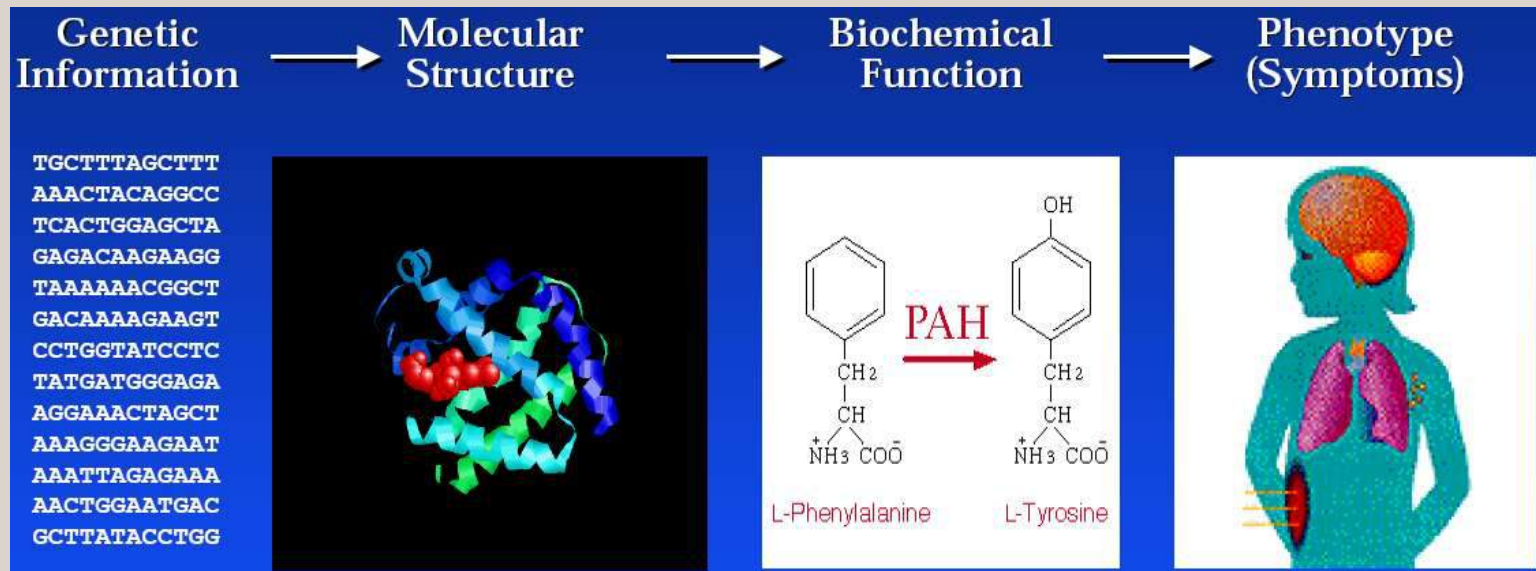 Genetic
Information
Molecular
Structure
Biochemical
Function
Phenotype
(Symptoms)
TGCTTTAGCTTT
AAACTACAGGCC
TCACTGGAGCTA
GAGACAAGAAGG
TAAAAAACGGCT
GACAAAAGAAGT
CCTGGTATCCTC
TATGATGGGAGA
AGGAAACTAGCT
AAAGGGAAGAAT
AAATTAGAGAAA
AACTGGAATGAC
GCTTATACCTGG
PAH
CH2
CH
+
NH3 COO-
L-Phenylalanine
OH
CH2
CH
+
NH3 COO-
L-Tyrosine